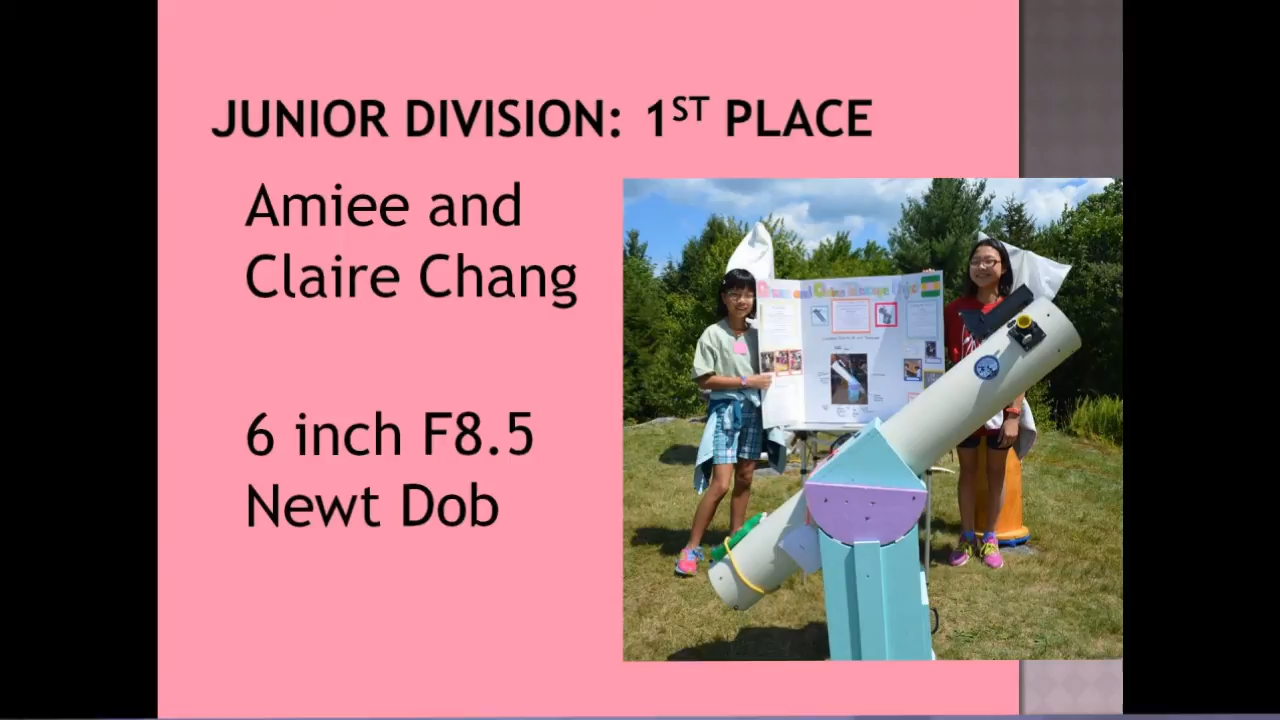 JUNIOR DIVISION: 1ST PLACE
Amiee and
Claire Chang
6 inch F8.5
Newt Dob